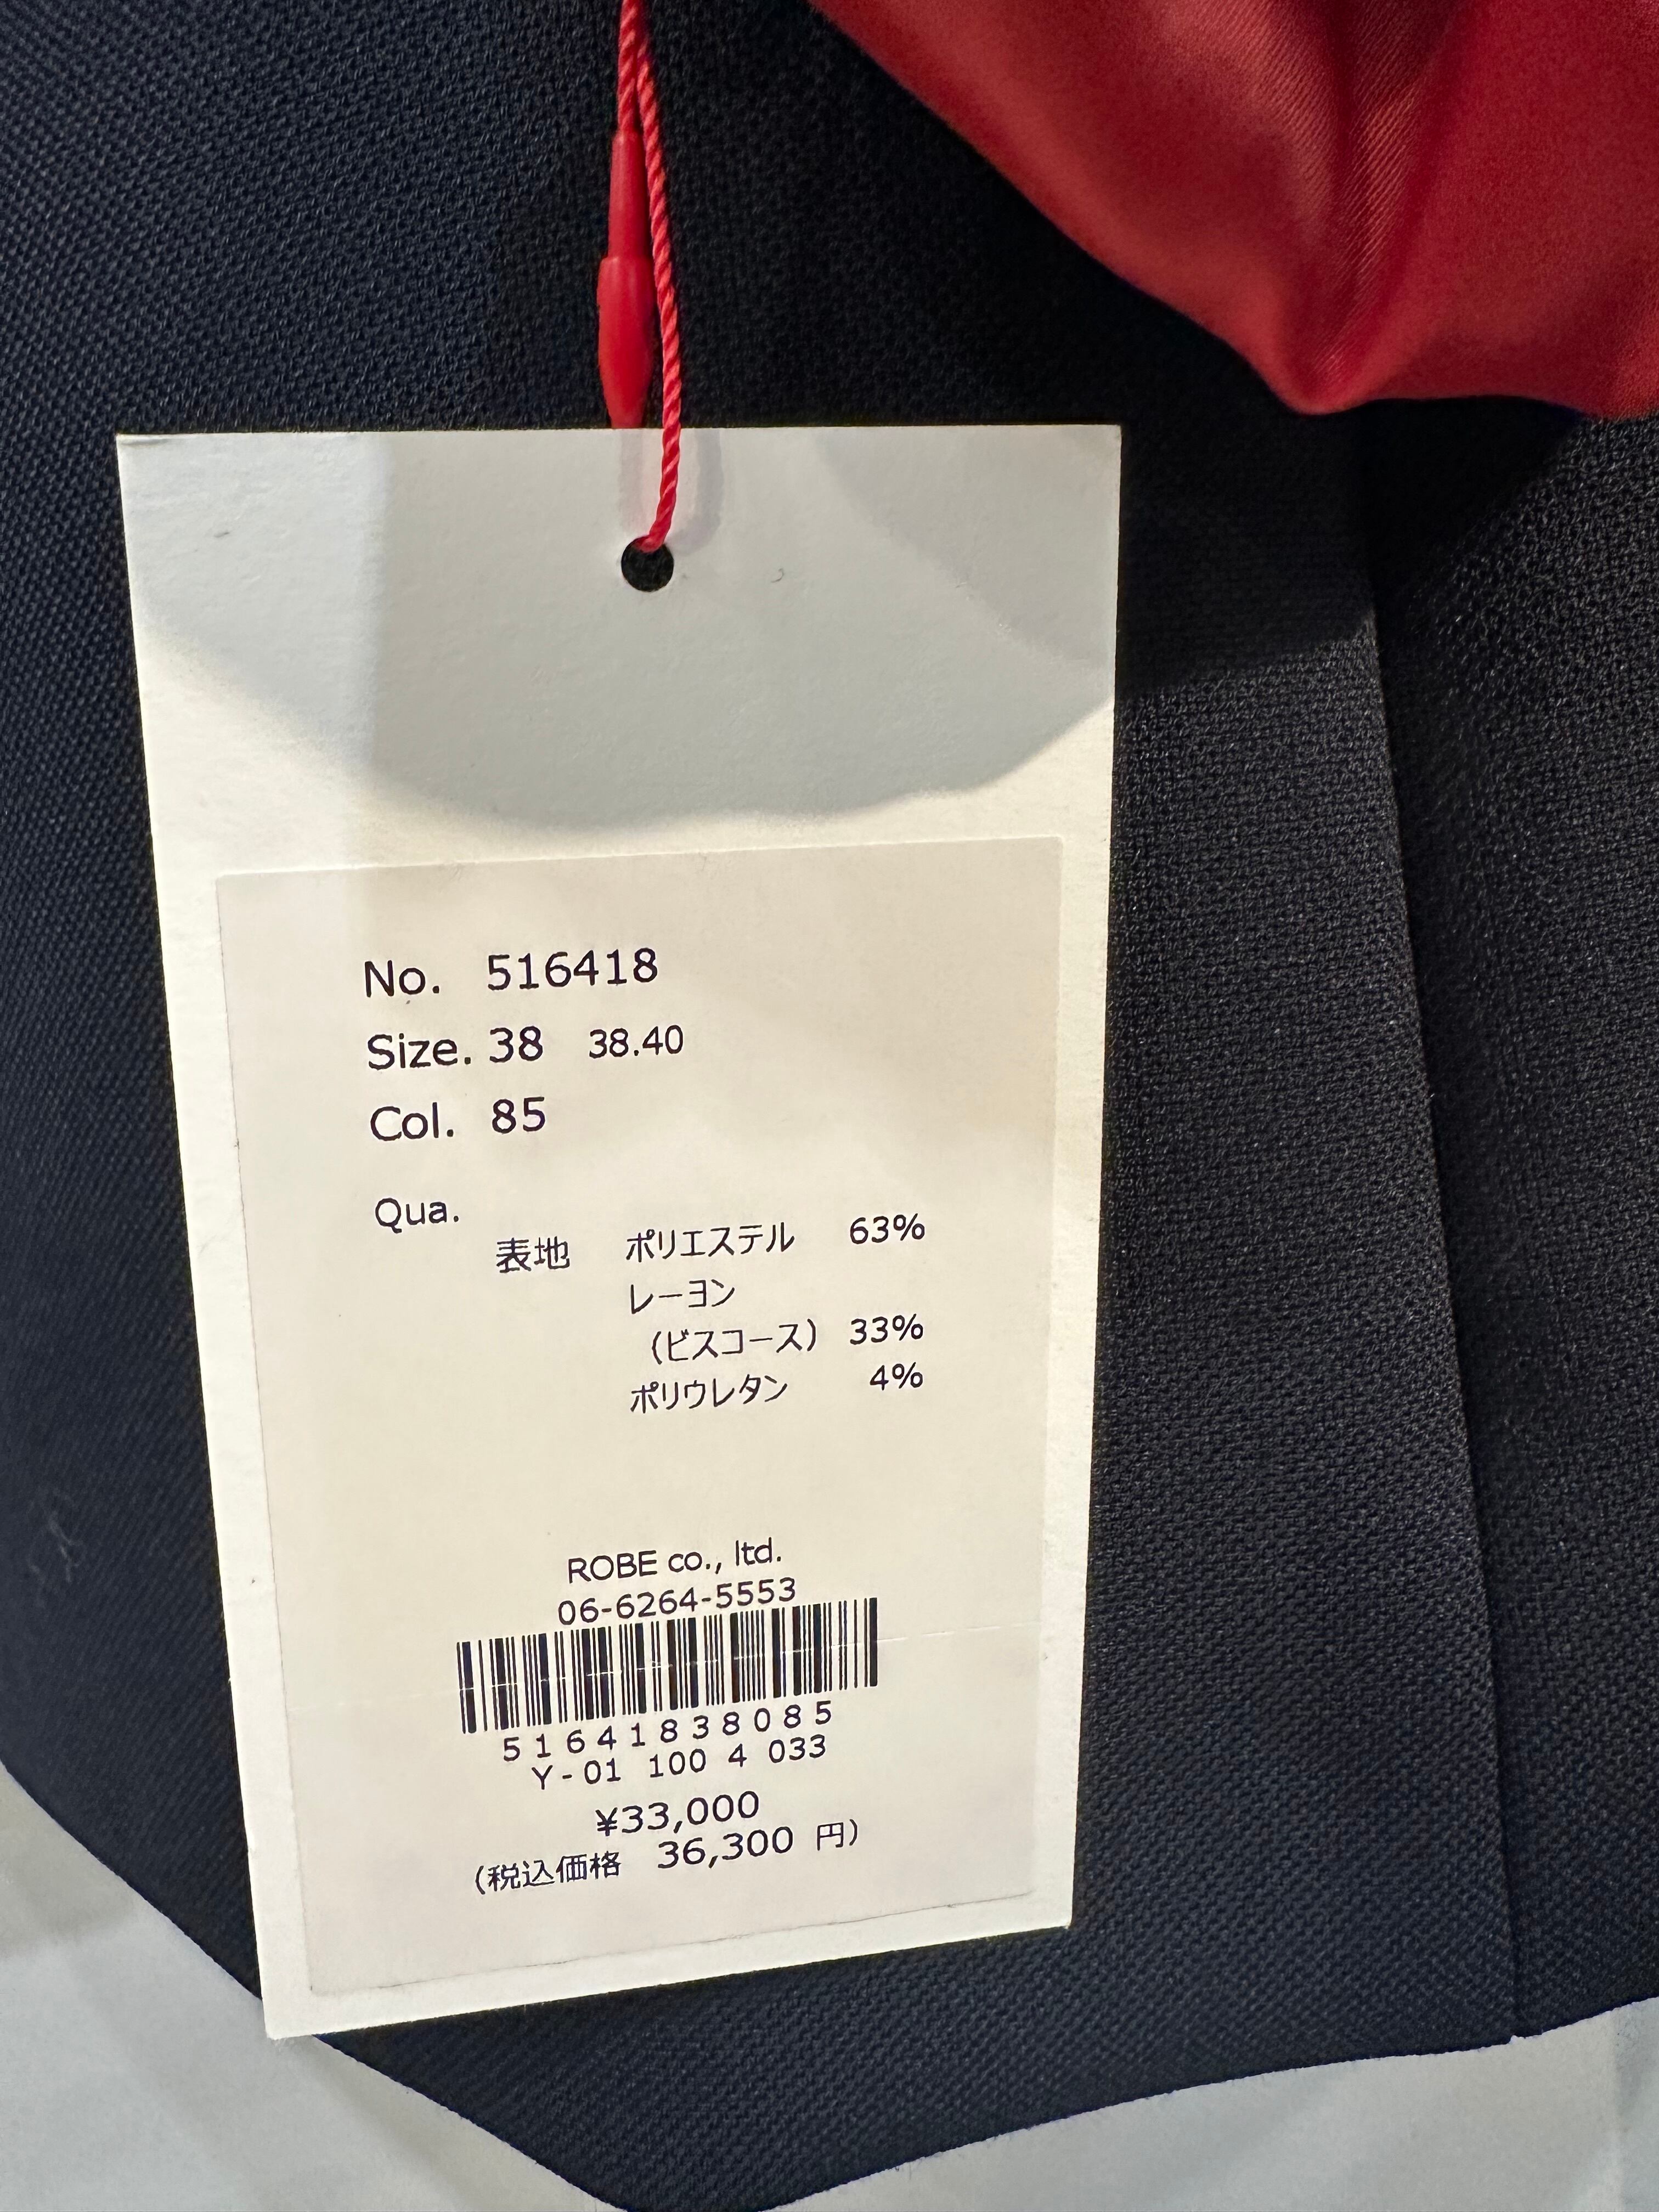 No. 516418
Size. 38 38.40
Col. 85
Qua.
表地 ポリエステル 63%
レーヨン
(ビスコース) 33%
ポリウレタン 4%
ROBE co., ltd.
06-6264-5553
51641838085
Y-01 100 4 033
¥33,000
(税込価格 36,300 円)